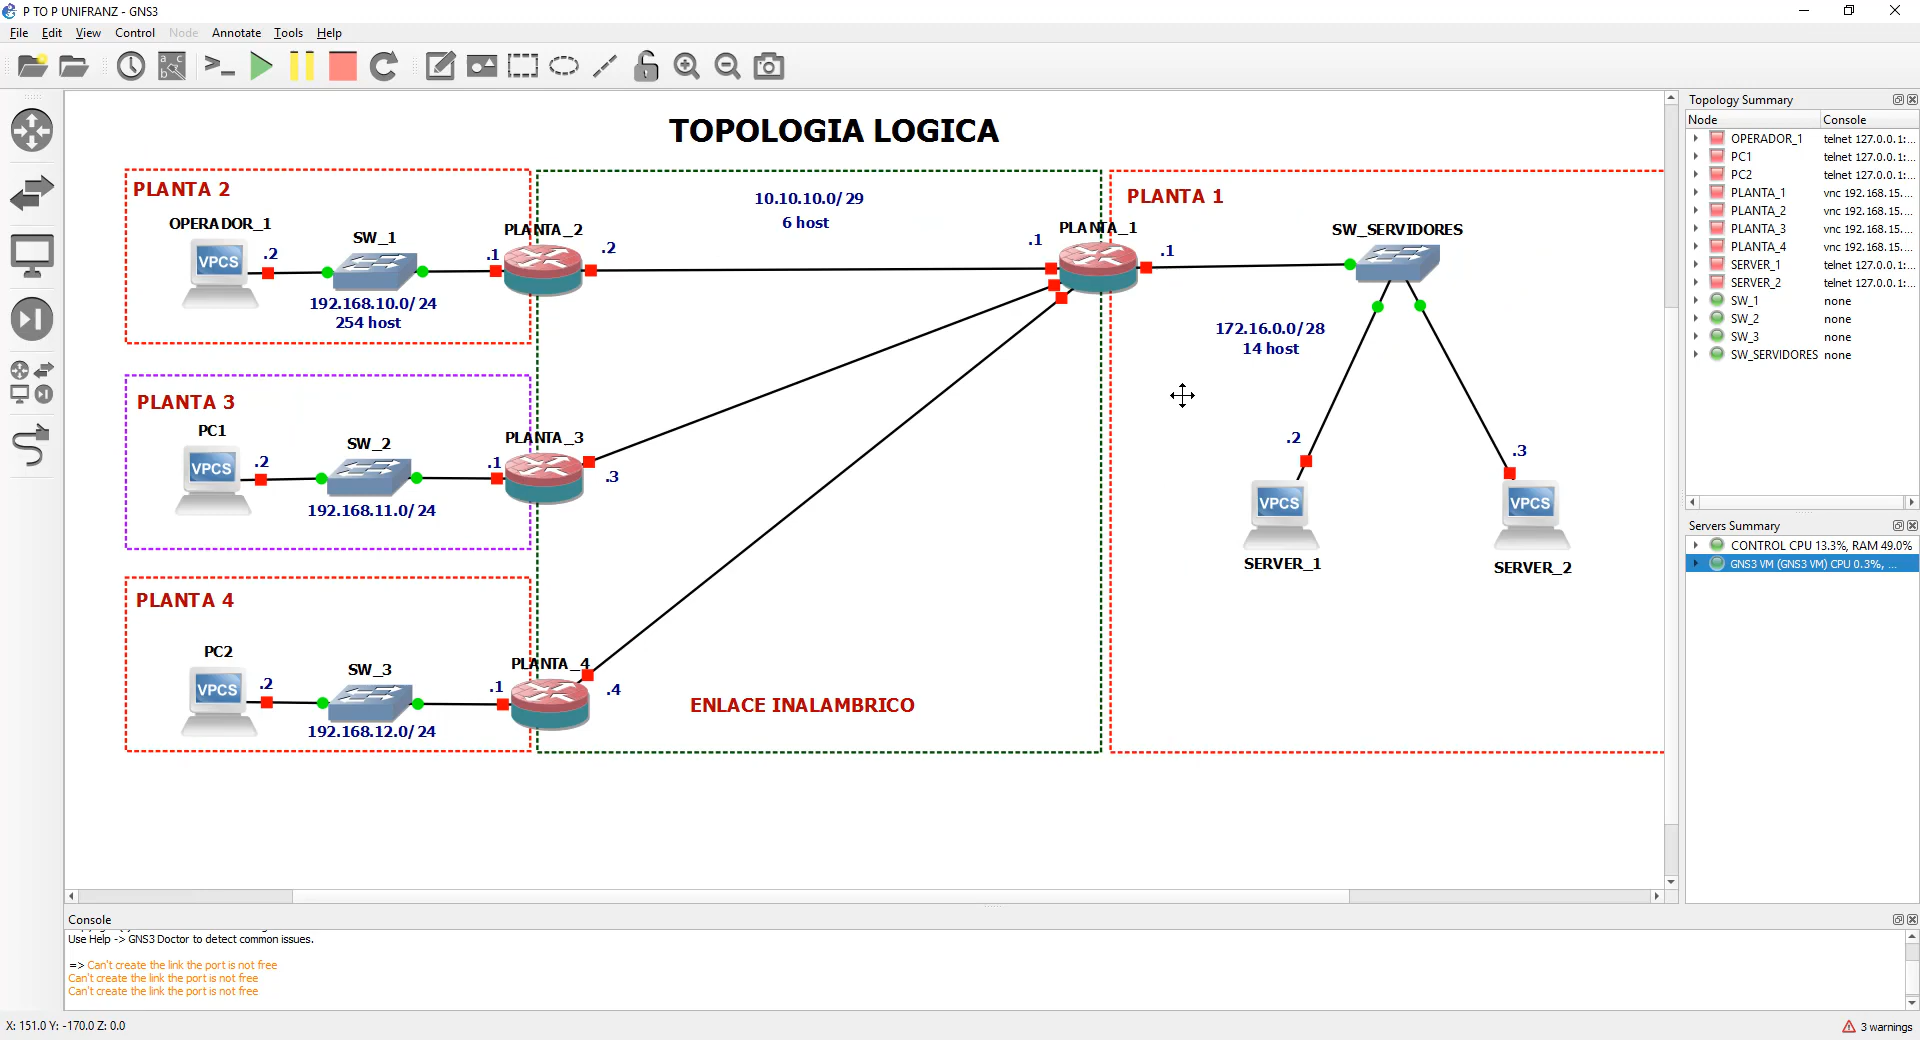 P TO P UNIFRANZ - GNS3
File Edit View Control Node Annotate Tools Help
TOPOLOGIA LOGICA
PLANTA 2
OPERADOR_1
VPCS
.2
SW_1
192.168.10.0/24
254 host
.1
PLANTA_2
.2
10.10.10.0/29
6 host
.1
PLANTA_1
.1
PLANTA 1
SW_SERVIDORES
172.16.0.0/28
14 host
.2
VPCS
SERVER_1
.3
VPCS
SERVER_2
PLANTA 3
PC1
VPCS
.2
SW_2
192.168.11.0/24
.1
PLANTA_3
.3
PLANTA 4
PC2
VPCS
.2
SW_3
192.168.12.0/24
.1
PLANTA_4
.4
ENLACE INALAMBRICO
Topology Summary
Node Console
OPERADOR_1 telnet 127.0.0.1:...
PC1 telnet 127.0.0.1:...
PC2 telnet 127.0.0.1:...
PLANTA_1 vnc 192.168.15....
PLANTA_2 vnc 192.168.15....
PLANTA_3 vnc 192.168.15....
PLANTA_4 vnc 192.168.15....
SERVER_1 telnet 127.0.0.1:...
SERVER_2 telnet 127.0.0.1:...
SW_1 none
SW_2 none
SW_3 none
SW_SERVIDORES none
Servers Summary
CONTROL CPU 13.3%, RAM 49.0%
GNS3 VM (GNS3 VM) CPU 0.3%, ...
Console
Use Help -> GNS3 Doctor to detect common issues.
=> Can't create the link the port is not free
Can't create the link the port is not free
Can't create the link the port is not free
X: 151.0 Y: -170.0 Z: 0.0
3 warnings